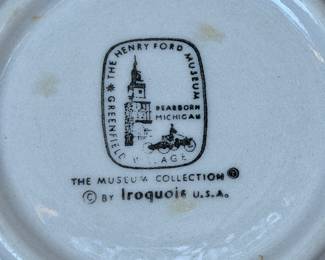 THE HENRY FORD MUSEUM
GREENFIELD VILLAGE
DEARBORN
MICHIGAN
THE MUSEUM COLLECTION ®
© BY Iroquois U.S.A.